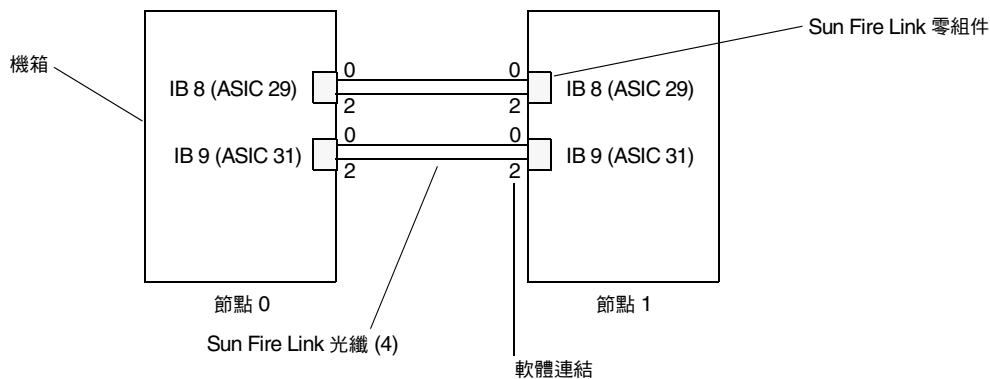 Sun Fire Link 零組件
機箱
0
0
IB 8 (ASIC 29)
IB 8 (ASIC 29)
2
2
0
0
IB 9 (ASIC 31)
IB 9 (ASIC 31)
2
2
節點 0
節點 1
Sun Fire Link 光纖 (4)
軟體連結